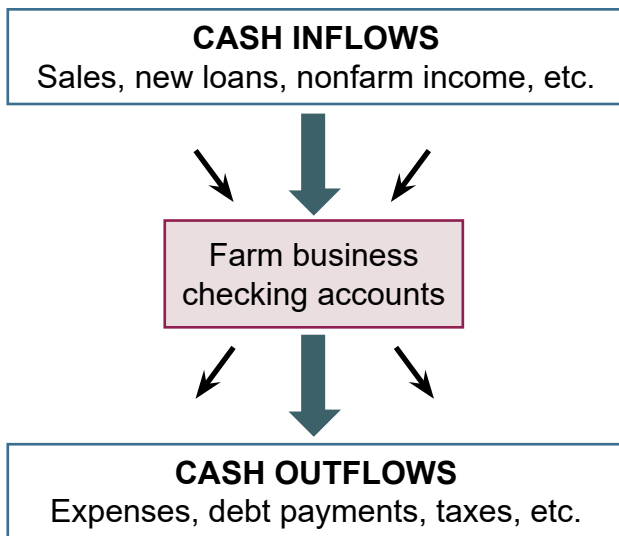 CASH INFLOWS
Sales, new loans, nonfarm income, etc.
Farm business
checking accounts
CASH OUTFLOWS
Expenses, debt payments, taxes, etc.